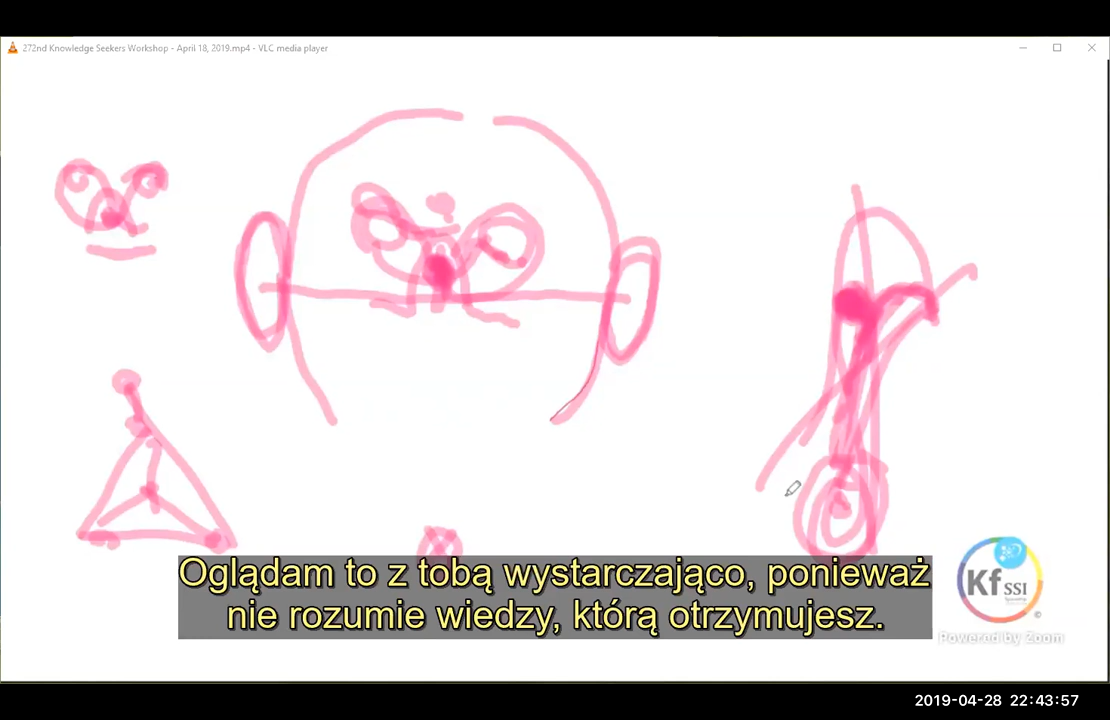 272nd Knowledge Seekers Workshop - April 18, 2019.mp4 - VLC media player
Oglądam to z tobą wystarczająco, ponieważ
nie rozumie wiedzy, którą otrzymujesz.
Kf SSI
Powered by Zoom
2019-04-28 22:43:57